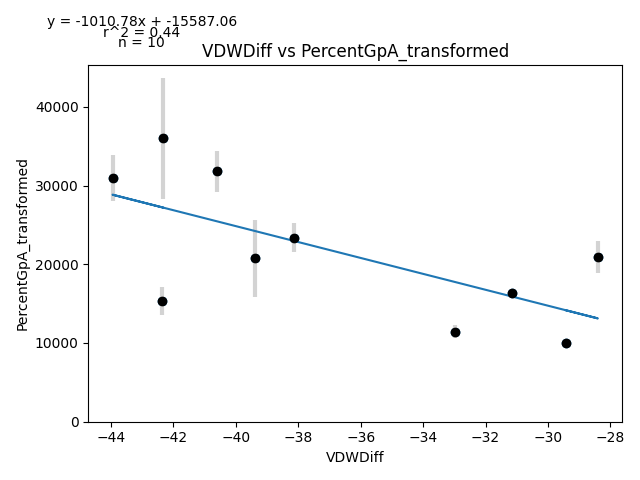 y = -1010.78x + -15587.06
r^2 = 0.44
n = 10
VDWDiff vs PercentGpA_transformed
PercentGpA_transformed
40000
30000
20000
10000
0
−44 −42 −40 −38 −36 −34 −32 −30 −28
VDWDiff